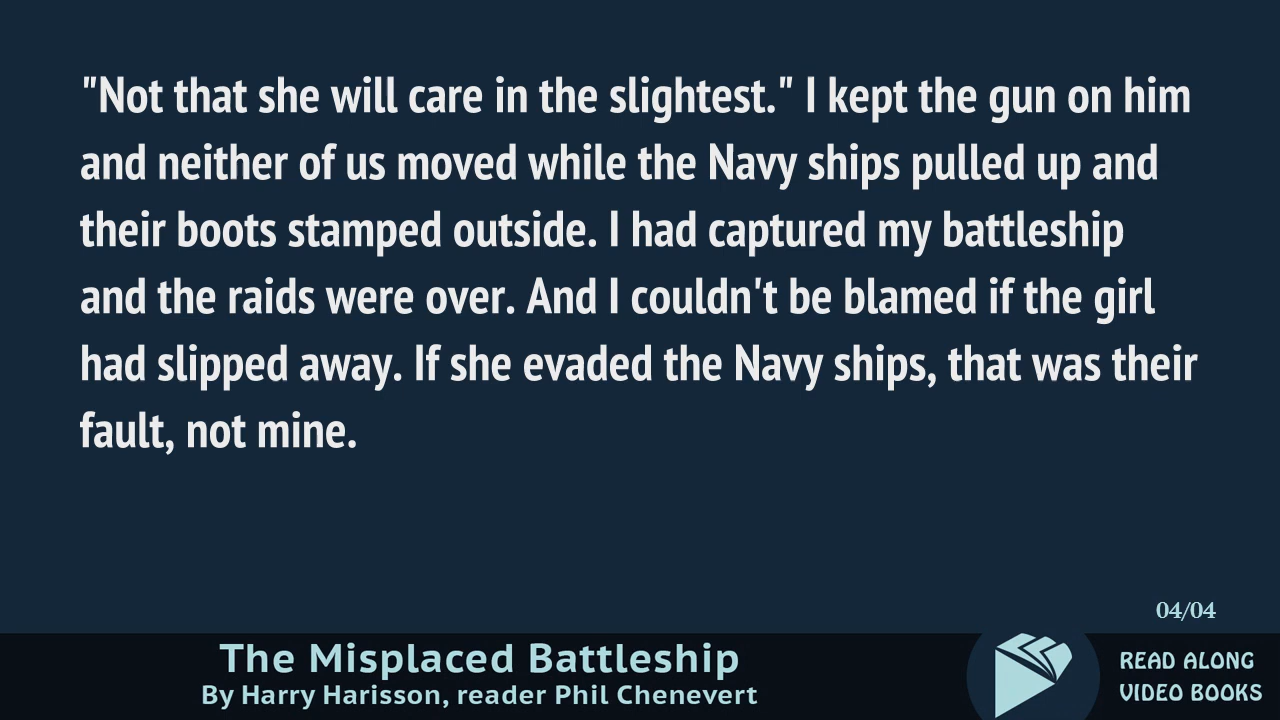 "Not that she will care in the slightest." I kept the gun on him
and neither of us moved while the Navy ships pulled up and
their boots stamped outside. I had captured my battleship
and the raids were over. And I couldn't be blamed if the girl
had slipped away. If she evaded the Navy ships, that was their
fault, not mine.
04/04
The Misplaced Battleship
By Harry Harisson, reader Phil Chenevert
READ ALONG
VIDEO BOOKS